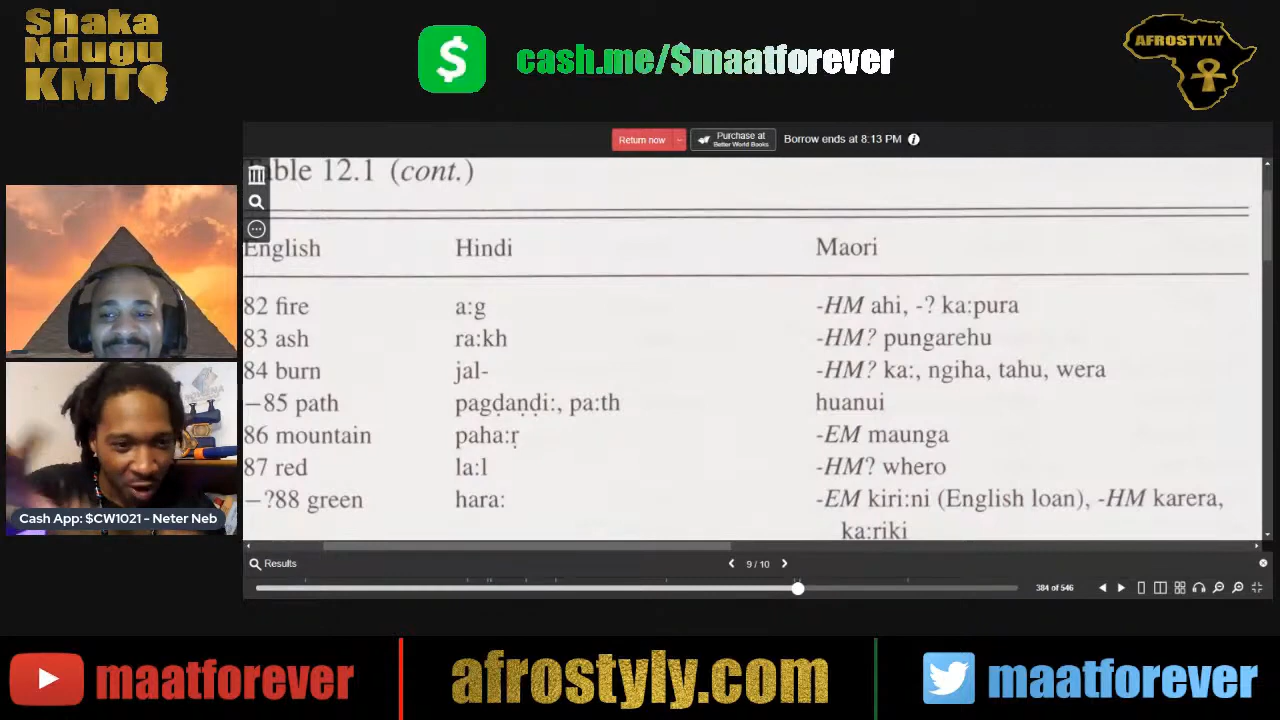 Shaka
Ndugu
KMT
cash.me/$maatforever
AFROSTYLY
Return now
Purchase at
Better World Books
Borrow ends at 8:13 PM
Table 12.1 (cont.)
English Hindi Maori
82 fire a:g -HM ahi, -? ka:pura
83 ash ra:kh -HM? pungarehu
84 burn jal- -HM? ka:, ngiha, tahu, wera
−85 path pagḍaṇḍi:, pa:th huanui
86 mountain paha:ṛ -EM maunga
87 red la:l -HM? whero
−?88 green hara: -EM kiri:ni (English loan), -HM karera,
ka:riki
Cash App: $CW1021 - Neter Neb
Results
9 / 10
384 of 546
maatforever
afrostyly.com
maatforever